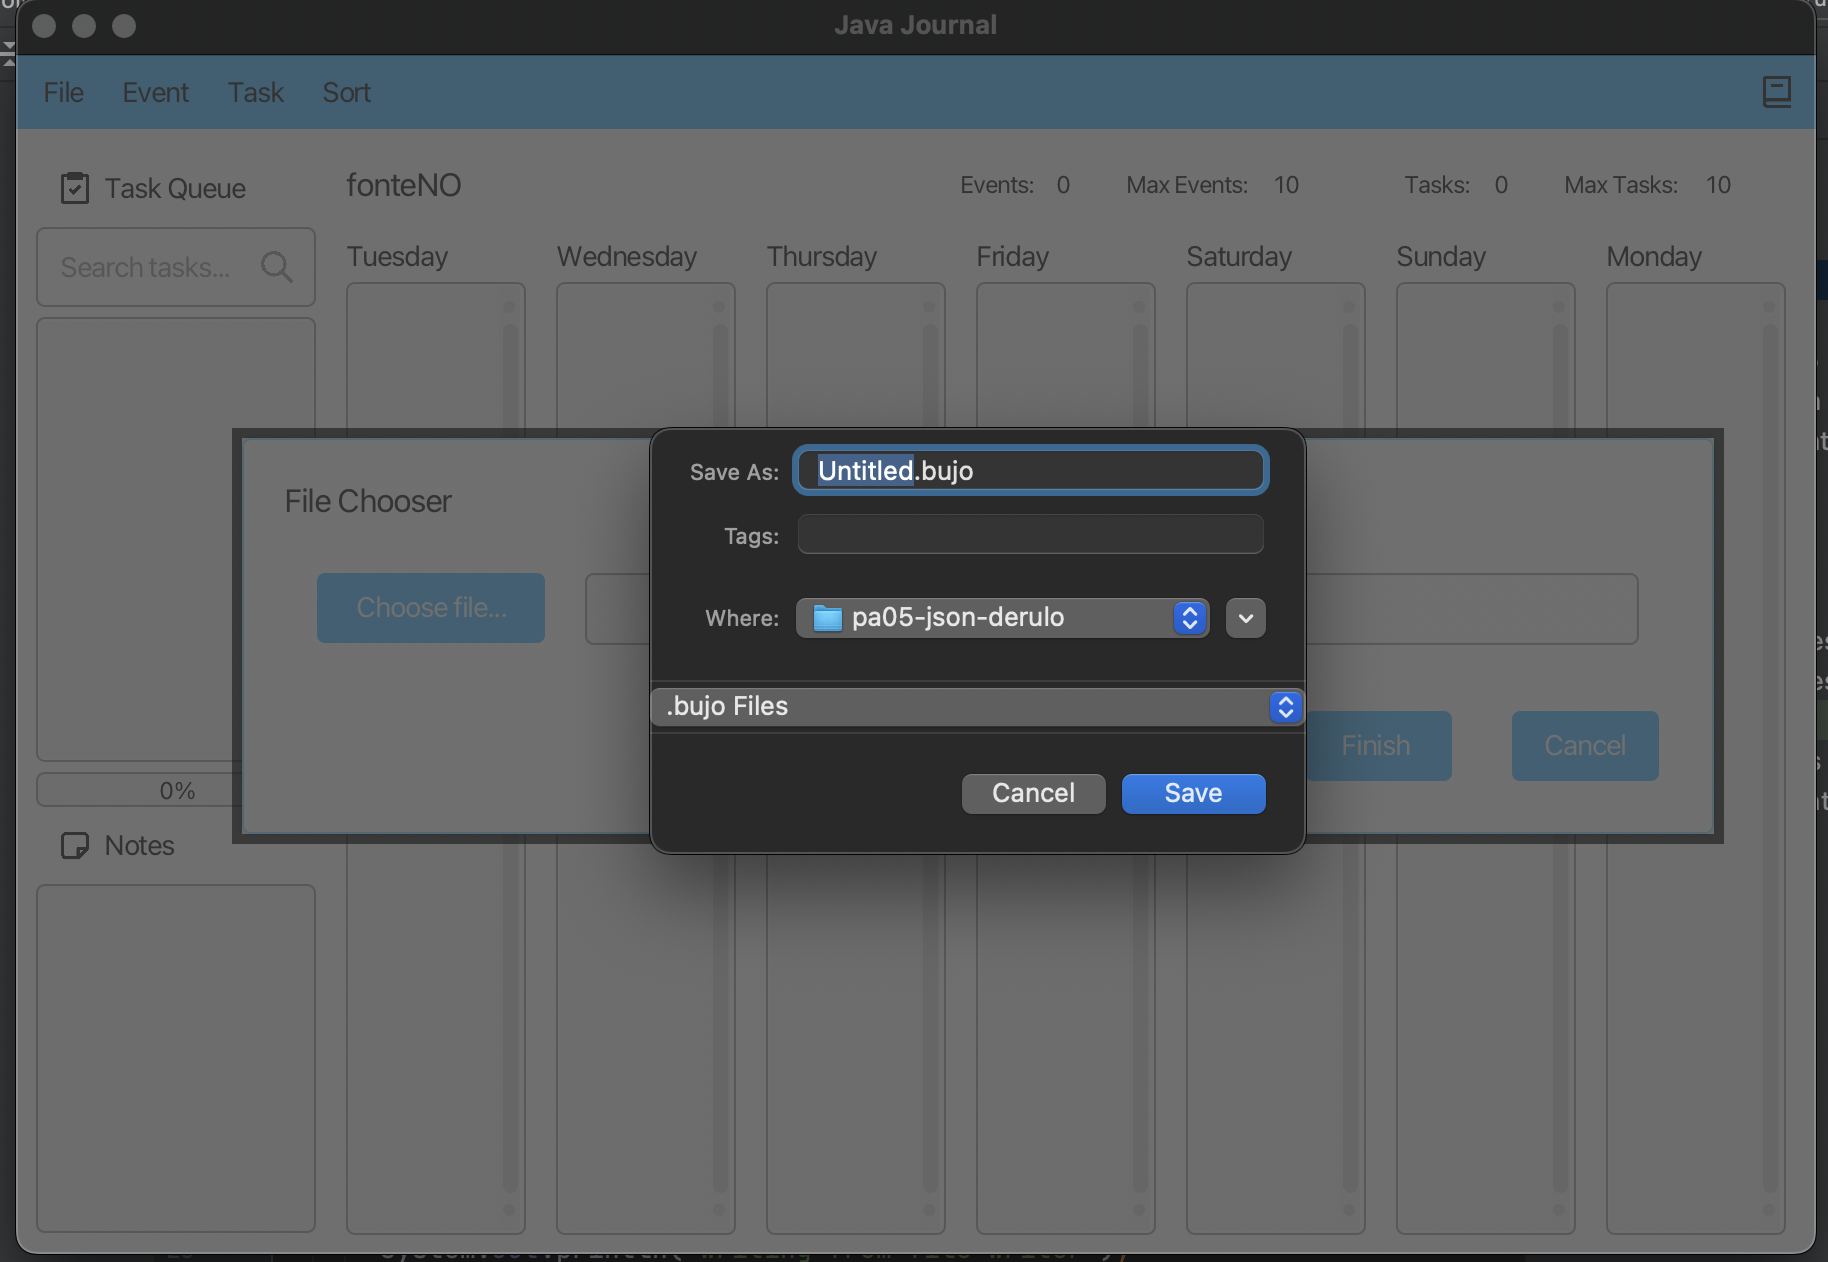 Java Journal
File Event Task Sort
Task Queue
fonteNO
Events: 0 Max Events: 10 Tasks: 0 Max Tasks: 10
Search tasks...
Tuesday Wednesday Thursday Friday Saturday Sunday Monday
Save As: Untitled.bujo
File Chooser
Tags:
Choose file...
Where: pa05-json-derulo
.bujo Files
Finish Cancel
0%
Cancel Save
Notes